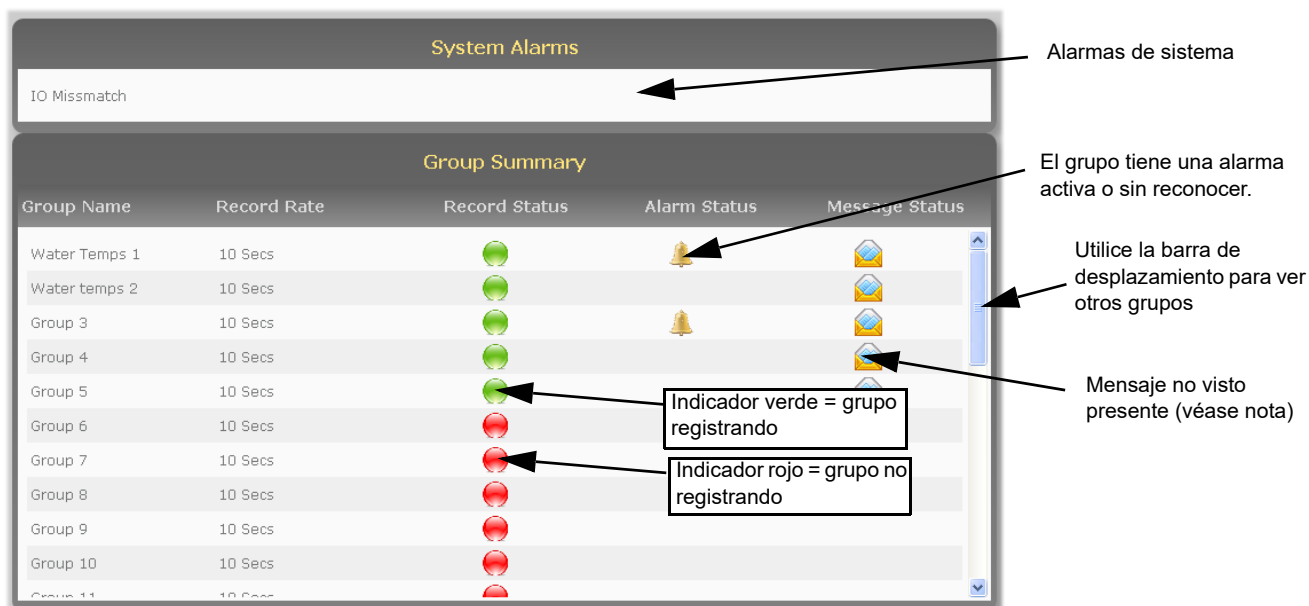 System Alarms
IO Missmatch
Group Summary
Group Name Record Rate Record Status Alarm Status Message Status
Water Temps 1 10 Secs
Water temps 2 10 Secs
Group 3 10 Secs
Group 4 10 Secs
Group 5 10 Secs
Group 6 10 Secs
Group 7 10 Secs
Group 8 10 Secs
Group 9 10 Secs
Group 10 10 Secs
Group 11 10 Secs
Indicador verde = grupo
registrando
Indicador rojo = grupo no
registrando
Alarmas de sistema
El grupo tiene una alarma
activa o sin reconocer.
Utilice la barra de
desplazamiento para ver
otros grupos
Mensaje no visto
presente (véase nota)